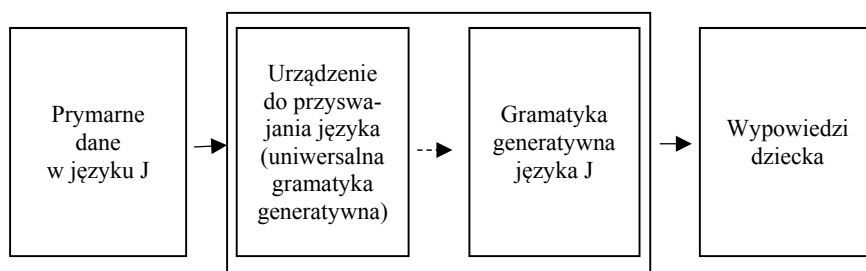 Prymarne
dane
w języku J
Urządzenie
do przyswa-
jania języka
(uniwersalna
gramatyka
generatywna)
Gramatyka
generatywna
języka J
Wypowiedzi
dziecka